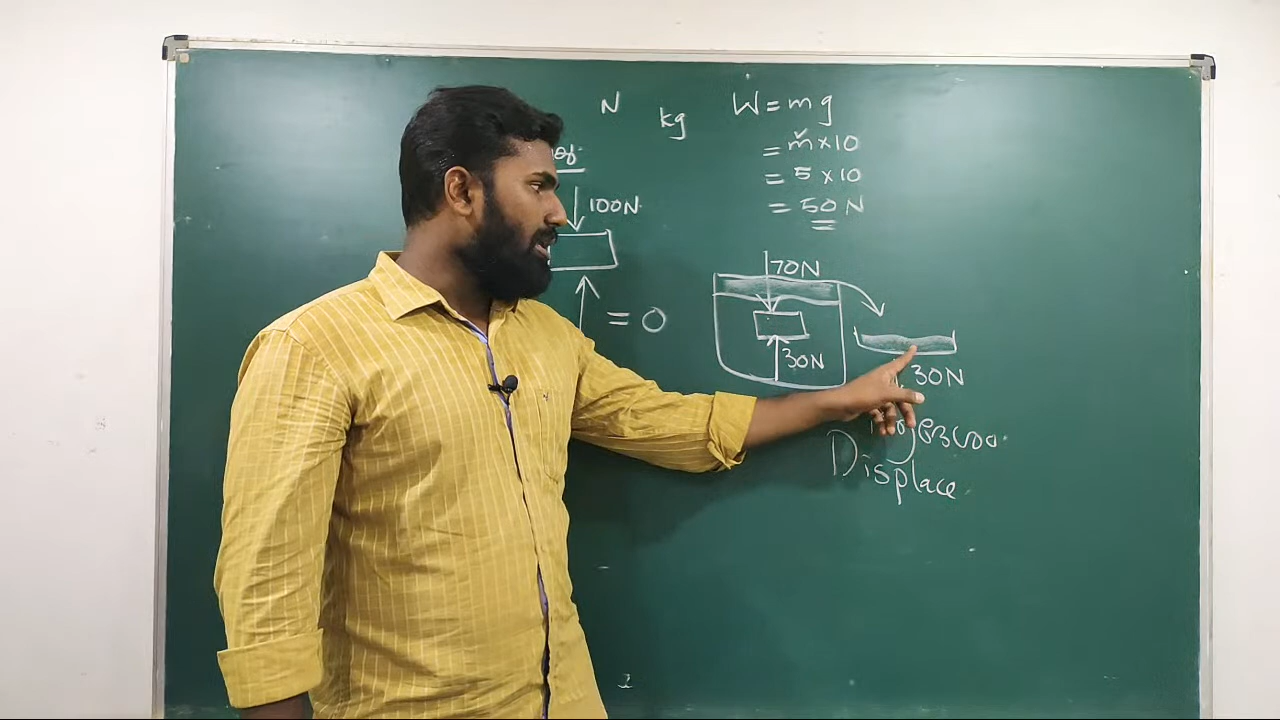 N kg W = mg
= m × 10
= 5 × 10
= 50 N
100N
= 0
70N
30N
30N
Displace